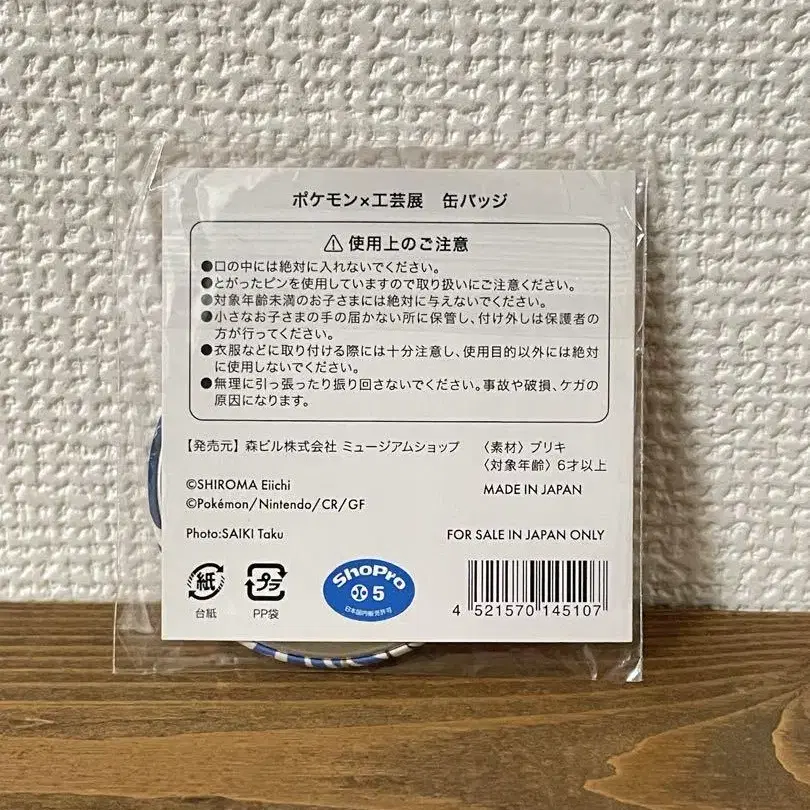 ポケモン×工芸展　缶バッジ
⚠使用上のご注意
●口の中には絶対に入れないでください。
●とがったピンを使用していますので取り扱いにご注意ください。
●対象年齢未満のお子さまには絶対に与えないでください。
●小さなお子さまの手の届かない所に保管し、付け外しは保護者の
方が行ってください。
●衣服などに取り付ける際には十分注意し、使用目的以外には絶対
に使用しないでください。
●無理に引っ張ったり振り回さないでください。事故や破損、ケガの
原因になります。
【発売元】森ビル株式会社 ミュージアムショップ
〈素材〉ブリキ
〈対象年齢〉6才以上
©SHIROMA Eiichi
©Pokémon/Nintendo/CR/GF
MADE IN JAPAN
Photo:SAIKI Taku
FOR SALE IN JAPAN ONLY
紙
台紙
プラ
PP袋
ShoPro
5
日本国内販売許可
4 521570 145107